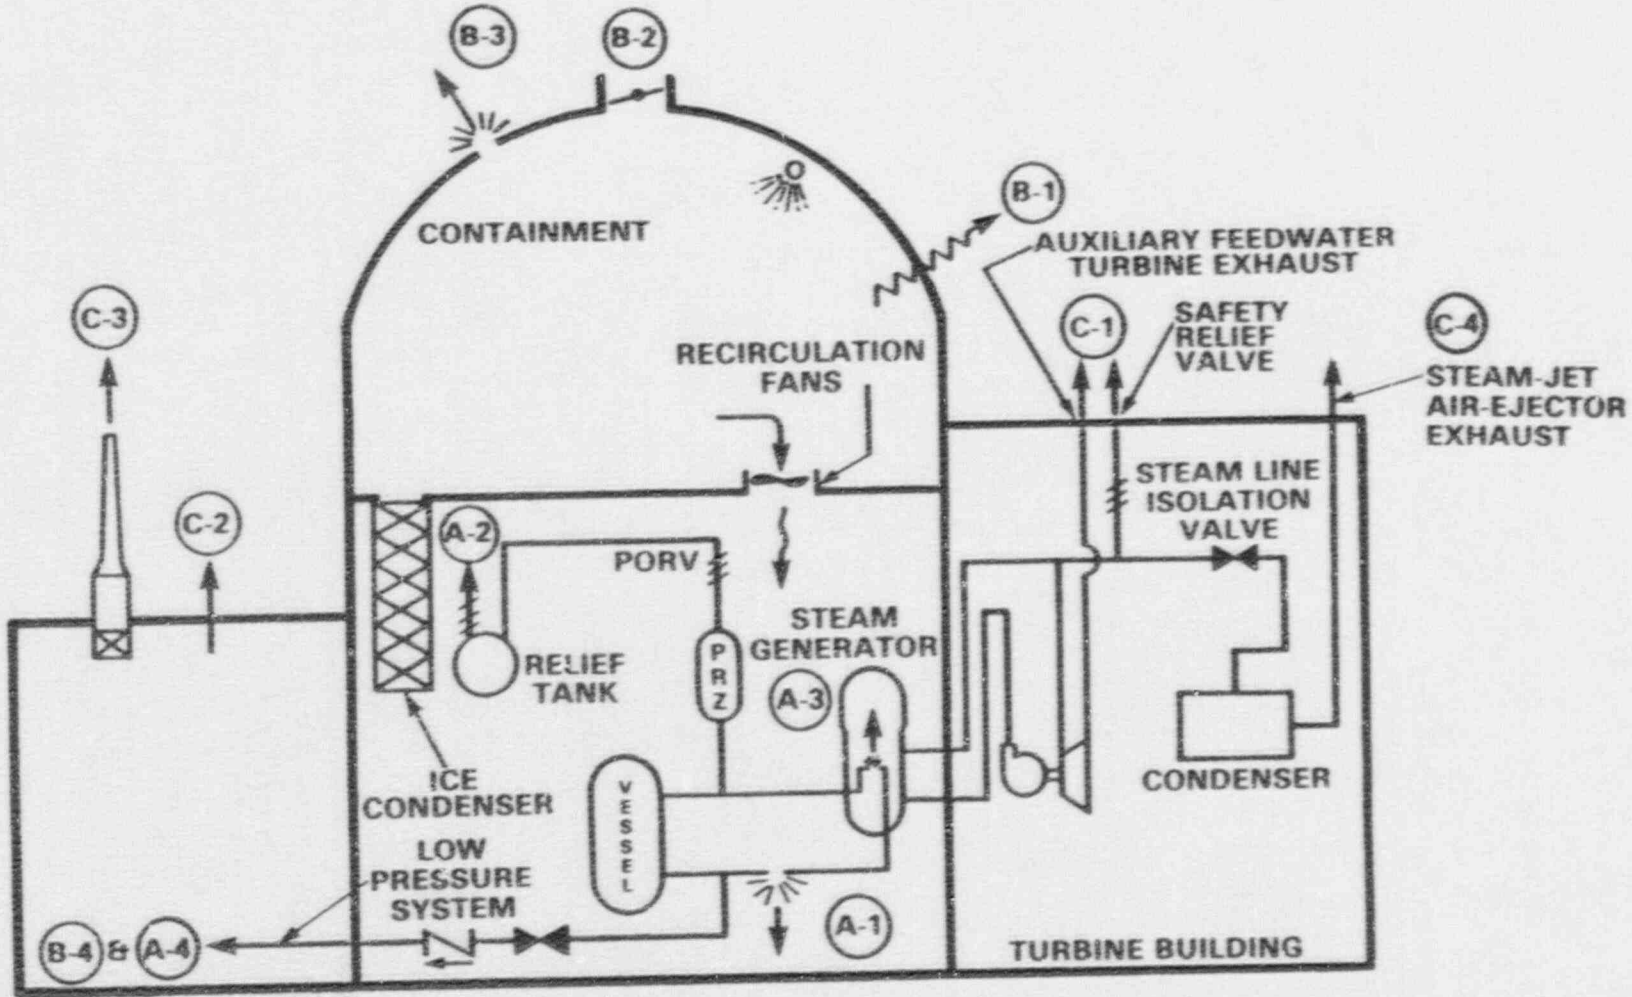 B-3
B-2
B-1
CONTAINMENT
AUXILIARY FEEDWATER
TURBINE EXHAUST
C-3
C-1
SAFETY
RELIEF
VALVE
C-4
RECIRCULATION
FANS
STEAM-JET
AIR-EJECTOR
EXHAUST
C-2
A-2
PORV
STEAM LINE
ISOLATION
VALVE
STEAM
GENERATOR
RELIEF
TANK
PRZ
A-3
ICE
CONDENSER
VESSEL
CONDENSER
LOW
PRESSURE
SYSTEM
B-4 & A-4
A-1
TURBINE BUILDING